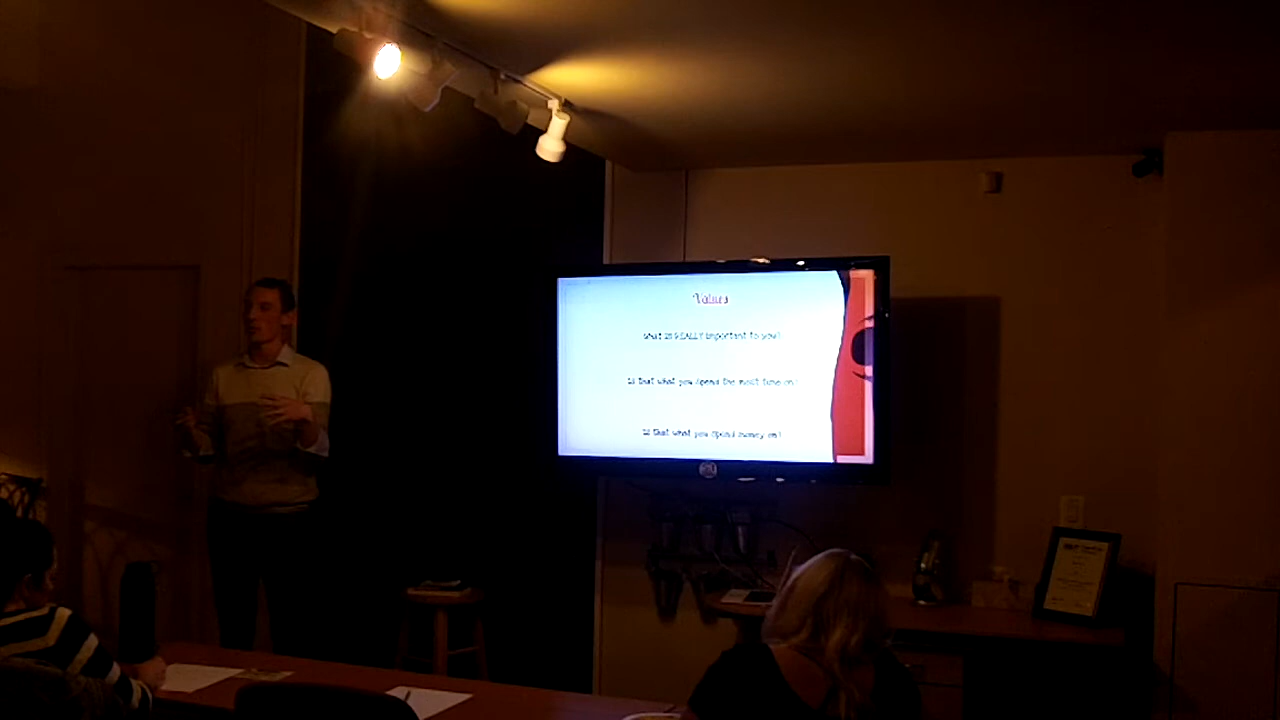 Values
What is REALLY important to you?
Is that what you spend the most time on?
Is that what you spend money on?